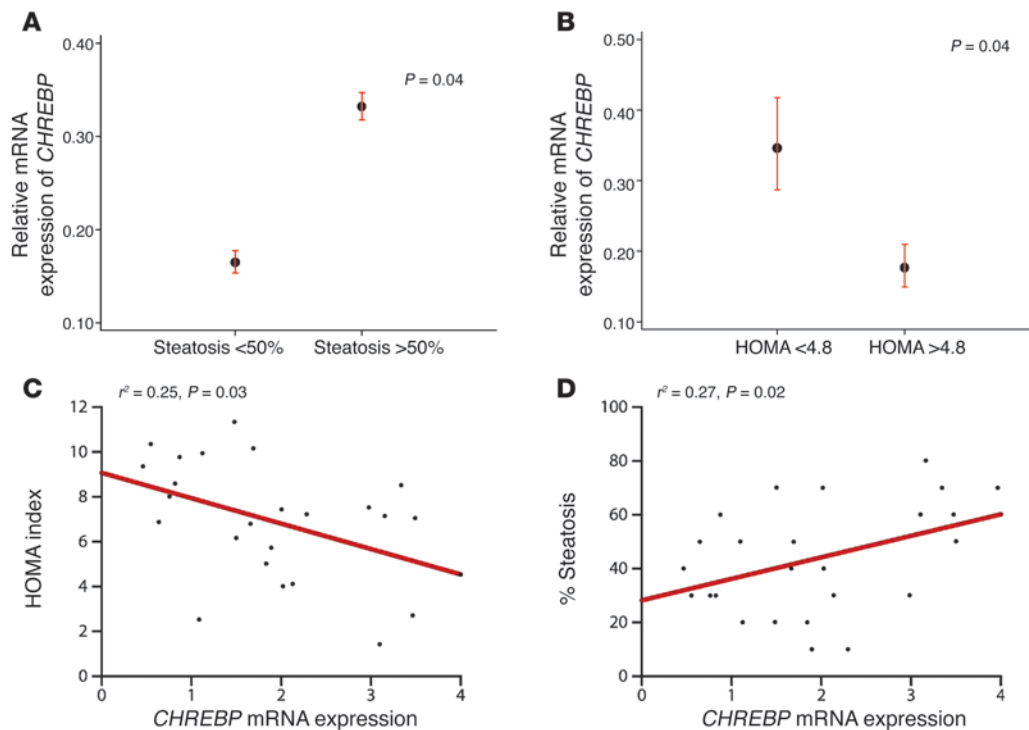 A
Relative mRNA
expression of CHREBP
0.40
0.30
0.20
0.10
P = 0.04
Steatosis <50%
Steatosis >50%
B
Relative mRNA
expression of CHREBP
0.50
0.40
0.30
0.20
0.10
P = 0.04
HOMA <4.8
HOMA >4.8
C
r² = 0.25, P = 0.03
HOMA index
12
10
8
6
4
2
0
0 1 2 3 4
CHREBP mRNA expression
D
r² = 0.27, P = 0.02
% Steatosis
100
80
60
40
20
0
0 1 2 3 4
CHREBP mRNA expression